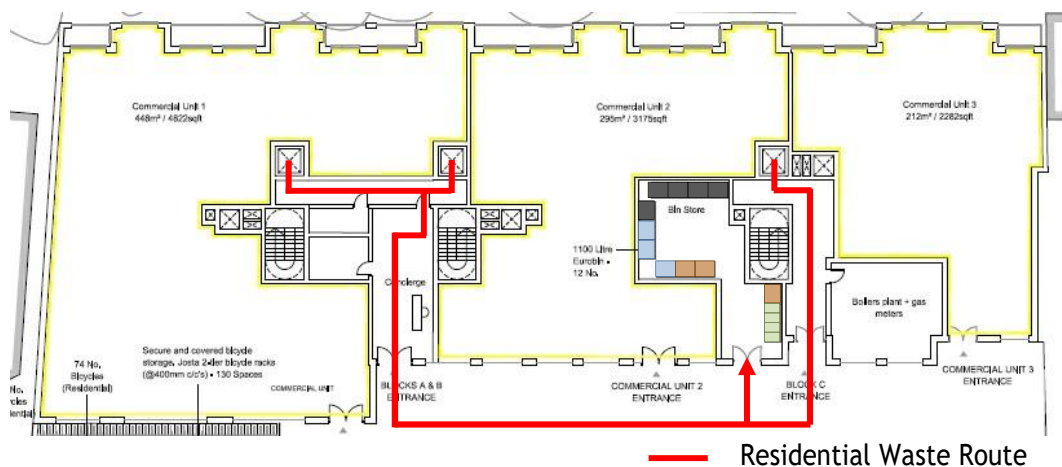 Commercial Unit 1
448m² / 4822sqft
Commercial Unit 2
295m² / 3175sqft
Commercial Unit 3
212m² / 2282sqft
Bin Store
1100 Litre
Eurobin •
12 No.
Concierge
Boilers plant + gas
meters
Secure and covered bicycle
storage, Josta 2-tier bicycle racks
(@400mm c/c's) • 130 Spaces
74 No.
Bicycles
(Residential)
No.
cles
dential)
COMMERCIAL UNIT
BLOCKS A & B
ENTRANCE
COMMERCIAL UNIT 2
ENTRANCE
BLOCK C
ENTRANCE
COMMERCIAL UNIT 3
ENTRANCE
Residential Waste Route